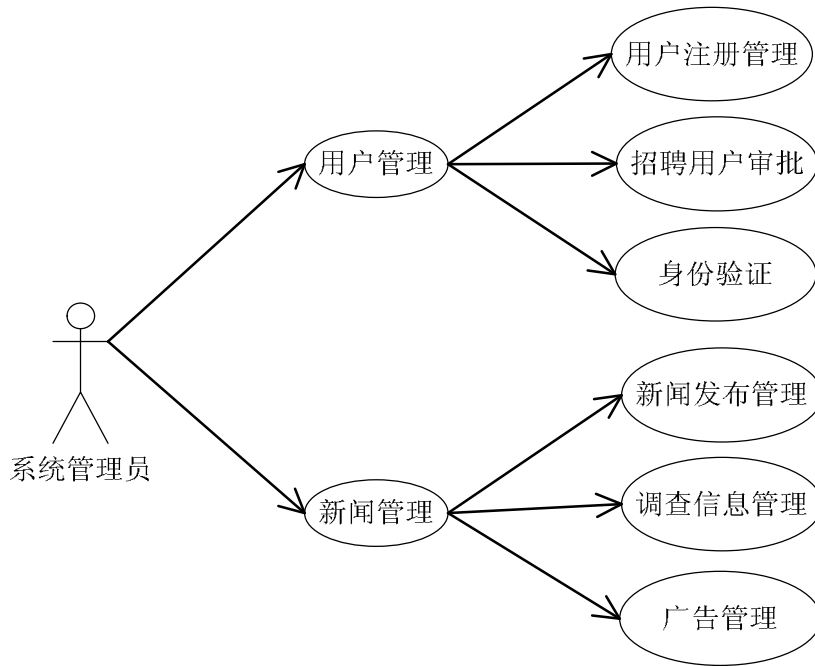 用户注册管理
用户管理
招聘用户审批
身份验证
系统管理员
新闻发布管理
新闻管理
调查信息管理
广告管理